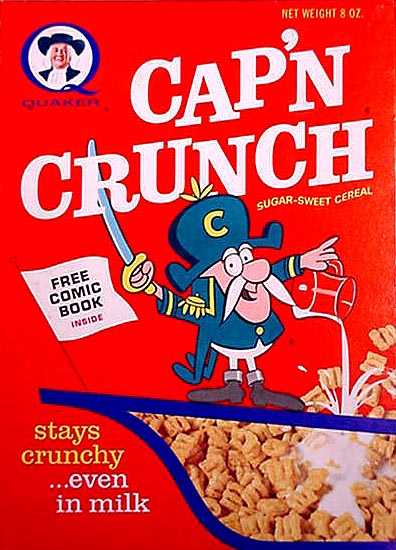 NET WEIGHT 8 OZ.
QUAKER
CAP'N
CRUNCH
SUGAR-SWEET CEREAL
C
FREE
COMIC
BOOK
INSIDE
stays
crunchy
...even
in milk